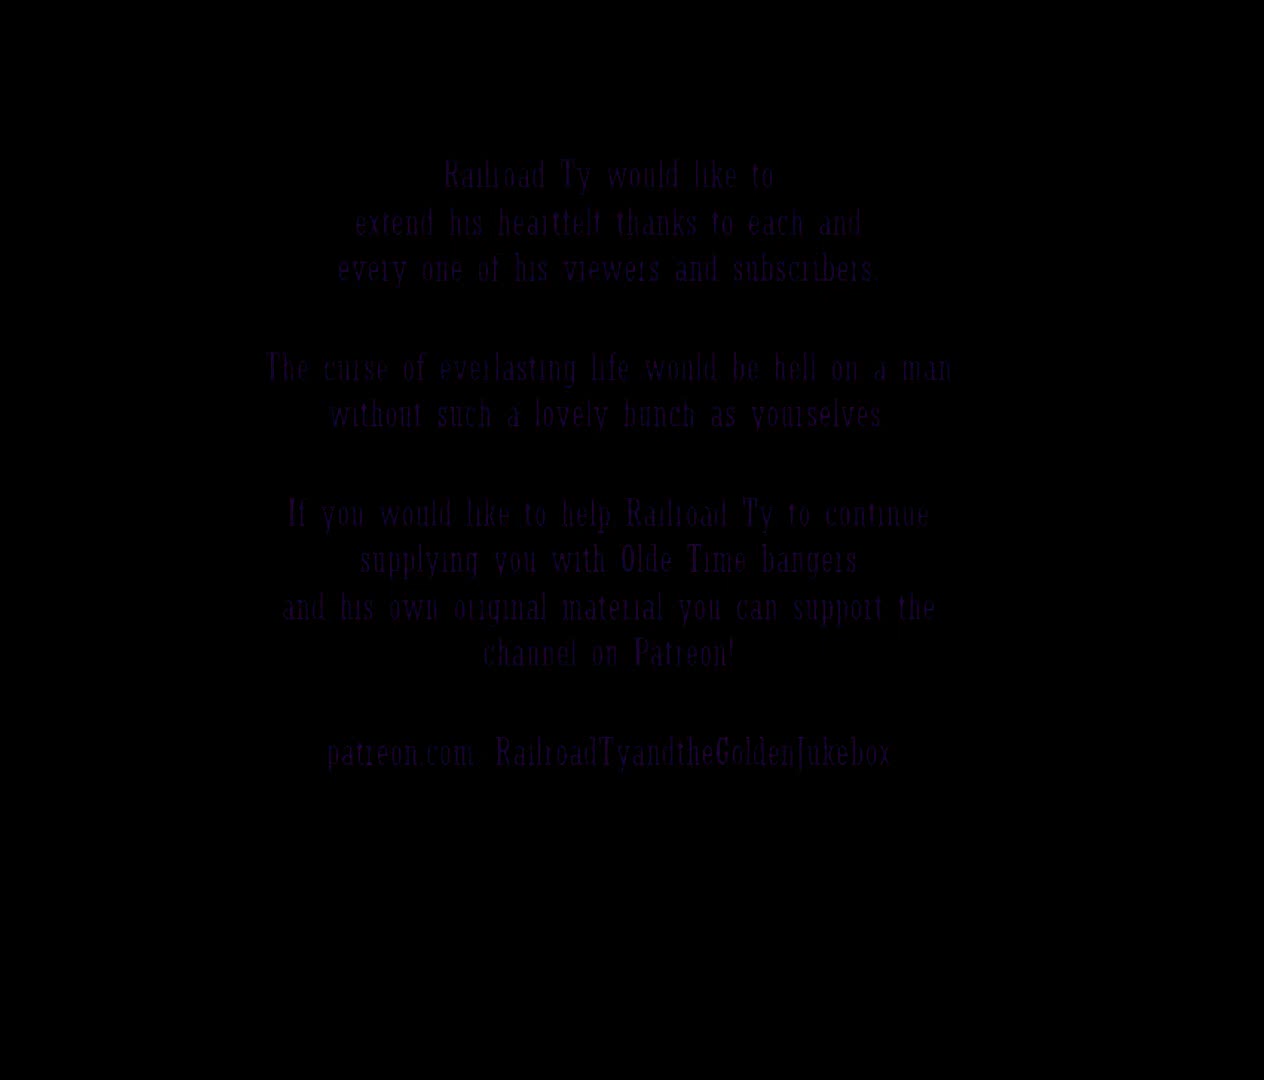 Railroad Ty would like to
extend his heartfelt thanks to each and
every one of his viewers and subscribers.
The curse of everlasting life would be hell on a man
without such a lovely bunch as yourselves.
If you would like to help Railroad Ty to continue
supplying you with Olde Time bangers
and his own original material you can support the
channel on Patreon!
patreon.com/RailroadTyandtheGoldenJukebox